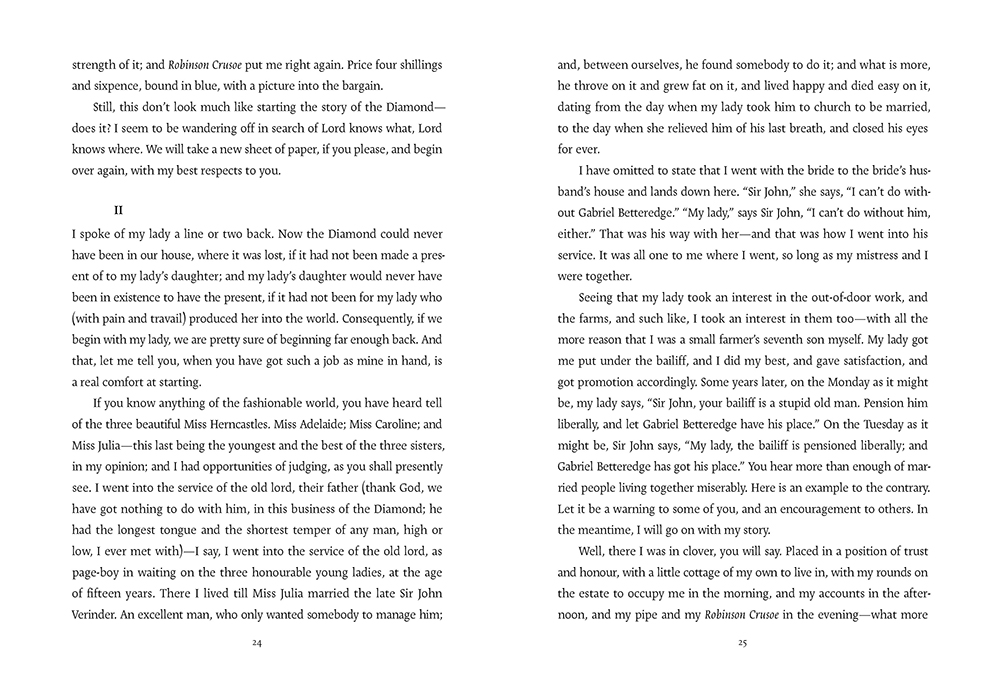 strength of it; and Robinson Crusoe put me right again. Price four shillings
and sixpence, bound in blue, with a picture into the bargain.
Still, this don’t look much like starting the story of the Diamond—
does it? I seem to be wandering off in search of Lord knows what, Lord
knows where. We will take a new sheet of paper, if you please, and begin
over again, with my best respects to you.
II
I spoke of my lady a line or two back. Now the Diamond could never
have been in our house, where it was lost, if it had not been made a pres-
ent of to my lady’s daughter; and my lady’s daughter would never have
been in existence to have the present, if it had not been for my lady who
(with pain and travail) produced her into the world. Consequently, if we
begin with my lady, we are pretty sure of beginning far enough back. And
that, let me tell you, when you have got such a job as mine in hand, is
a real comfort at starting.
If you know anything of the fashionable world, you have heard tell
of the three beautiful Miss Herncastles. Miss Adelaide; Miss Caroline; and
Miss Julia—this last being the youngest and the best of the three sisters,
in my opinion; and I had opportunities of judging, as you shall presently
see. I went into the service of the old lord, their father (thank God, we
have got nothing to do with him, in this business of the Diamond; he
had the longest tongue and the shortest temper of any man, high or
low, I ever met with)—I say, I went into the service of the old lord, as
page-boy in waiting on the three honourable young ladies, at the age
of fifteen years. There I lived till Miss Julia married the late Sir John
Verinder. An excellent man, who only wanted somebody to manage him;
24
and, between ourselves, he found somebody to do it; and what is more,
he throve on it and grew fat on it, and lived happy and died easy on it,
dating from the day when my lady took him to church to be married,
to the day when she relieved him of his last breath, and closed his eyes
for ever.
I have omitted to state that I went with the bride to the bride’s hus-
band’s house and lands down here. “Sir John,” she says, “I can’t do with-
out Gabriel Betteredge.” “My lady,” says Sir John, “I can’t do without him,
either.” That was his way with her—and that was how I went into his
service. It was all one to me where I went, so long as my mistress and I
were together.
Seeing that my lady took an interest in the out-of-door work, and
the farms, and such like, I took an interest in them too—with all the
more reason that I was a small farmer’s seventh son myself. My lady got
me put under the bailiff, and I did my best, and gave satisfaction, and
got promotion accordingly. Some years later, on the Monday as it might
be, my lady says, “Sir John, your bailiff is a stupid old man. Pension him
liberally, and let Gabriel Betteredge have his place.” On the Tuesday as it
might be, Sir John says, “My lady, the bailiff is pensioned liberally; and
Gabriel Betteredge has got his place.” You hear more than enough of mar-
ried people living together miserably. Here is an example to the contrary.
Let it be a warning to some of you, and an encouragement to others. In
the meantime, I will go on with my story.
Well, there I was in clover, you will say. Placed in a position of trust
and honour, with a little cottage of my own to live in, with my rounds on
the estate to occupy me in the morning, and my accounts in the after-
noon, and my pipe and my Robinson Crusoe in the evening—what more
25